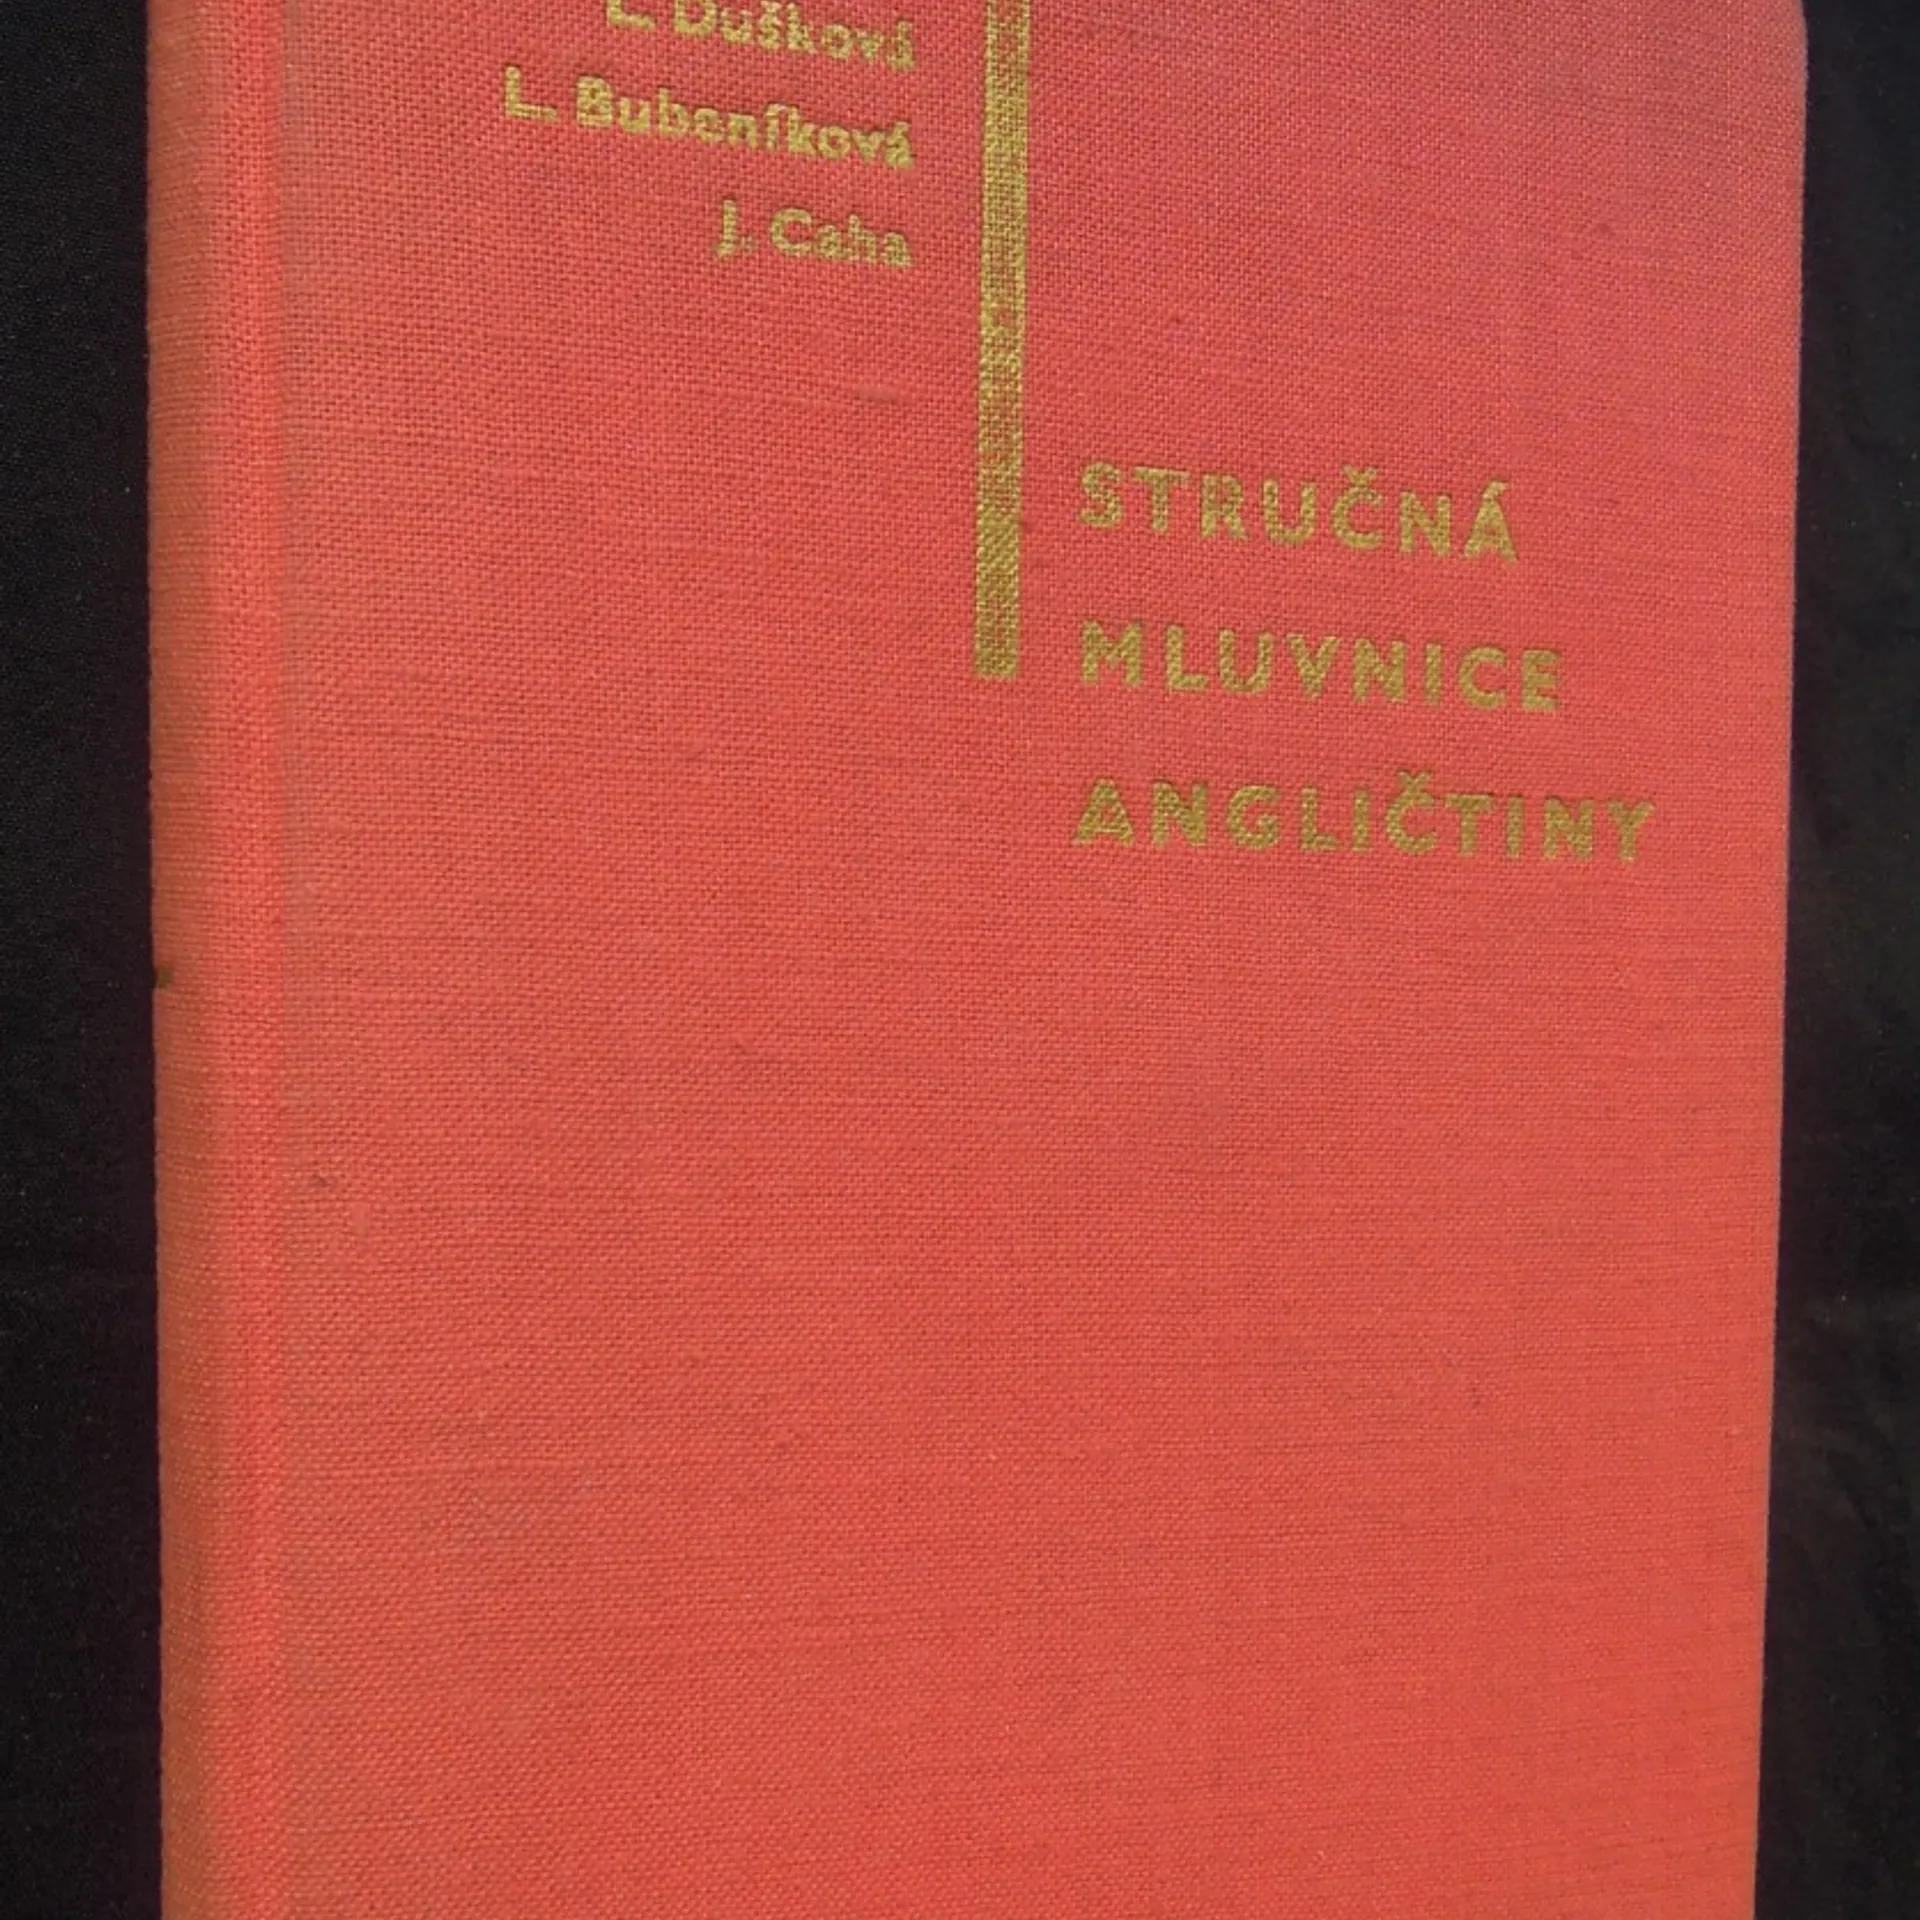 L. Dušková
L. Bubeníková
J. Caha
STRUČNÁ
MLUVNICE
ANGLIČTINY